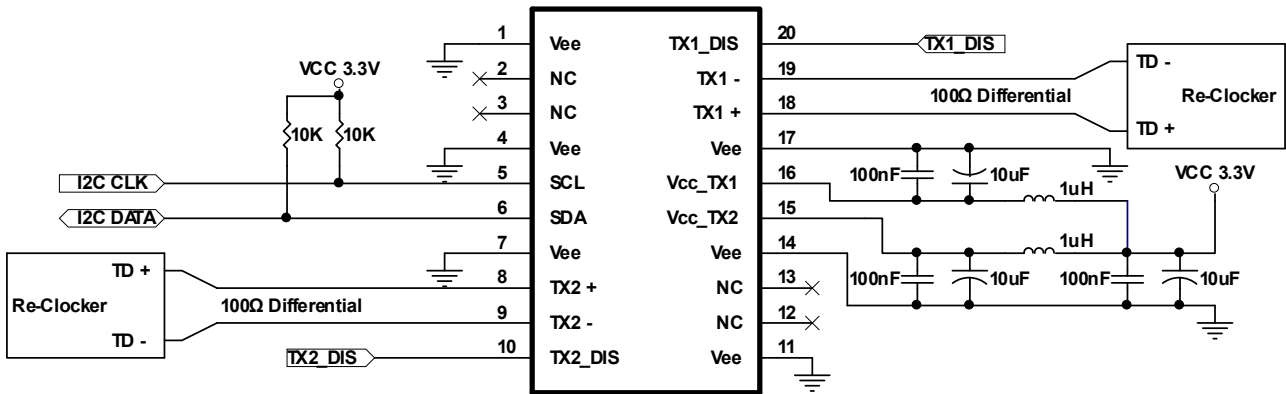 1 Vee TX1_DIS 20 TX1_DIS
VCC 3.3V 2 NC TX1 - 19 TD -
10K 10K 3 NC TX1 + 18 100Ω Differential Re-Clocker
TD +
4 Vee Vee 17
I2C CLK 5 SCL Vcc_TX1 16 100nF 10uF 1uH VCC 3.3V
I2C DATA 6 SDA Vcc_TX2 15 1uH
7 Vee Vee 14
TD + 8 TX2 + NC 13 100nF 10uF 100nF 10uF
Re-Clocker 100Ω Differential
TD - 9 TX2 - NC 12
TX2_DIS 10 TX2_DIS Vee 11